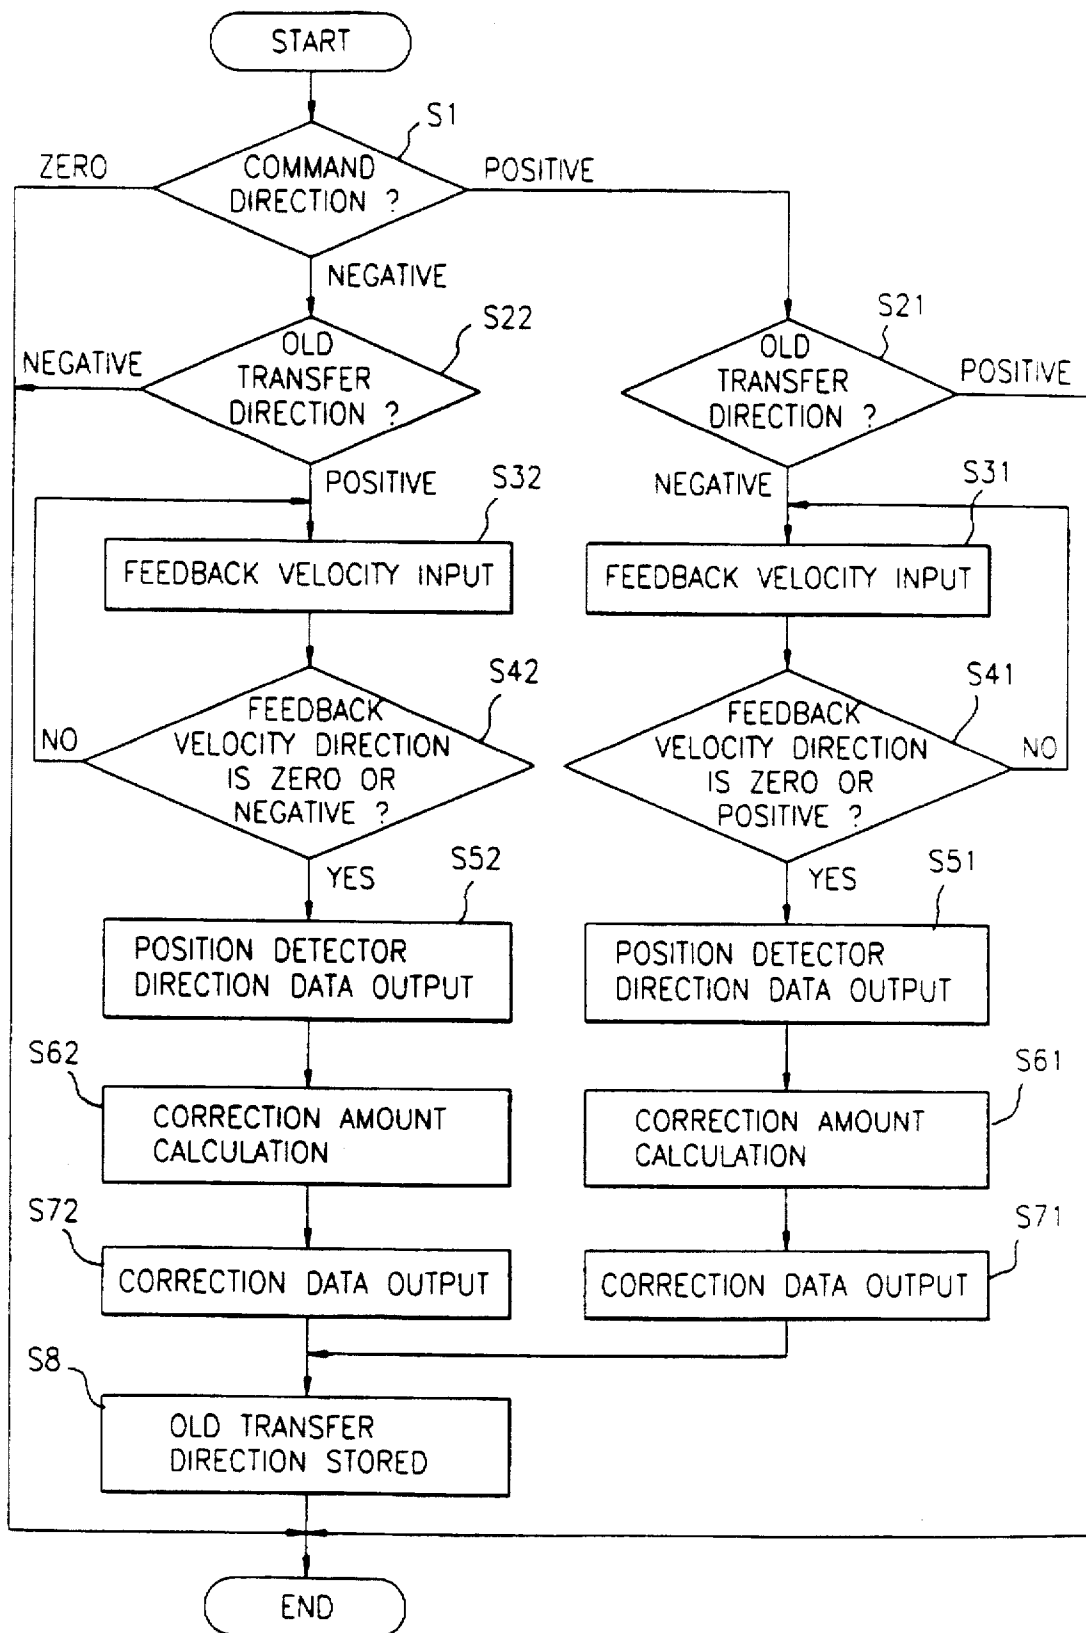 START
S1
ZERO
COMMAND
DIRECTION ?
POSITIVE
NEGATIVE
S22
S21
NEGATIVE
OLD
TRANSFER
DIRECTION ?
OLD
TRANSFER
DIRECTION ?
POSITIVE
POSITIVE
S32
NEGATIVE
S31
FEEDBACK VELOCITY INPUT
FEEDBACK VELOCITY INPUT
S42
S41
NO
FEEDBACK
VELOCITY DIRECTION
IS ZERO OR
NEGATIVE ?
FEEDBACK
VELOCITY DIRECTION
IS ZERO OR
POSITIVE ?
NO
YES
S52
YES
S51
POSITION DETECTOR
DIRECTION DATA OUTPUT
POSITION DETECTOR
DIRECTION DATA OUTPUT
S62
S61
CORRECTION AMOUNT
CALCULATION
CORRECTION AMOUNT
CALCULATION
S72
S71
CORRECTION DATA OUTPUT
CORRECTION DATA OUTPUT
S8
OLD TRANSFER
DIRECTION STORED
END